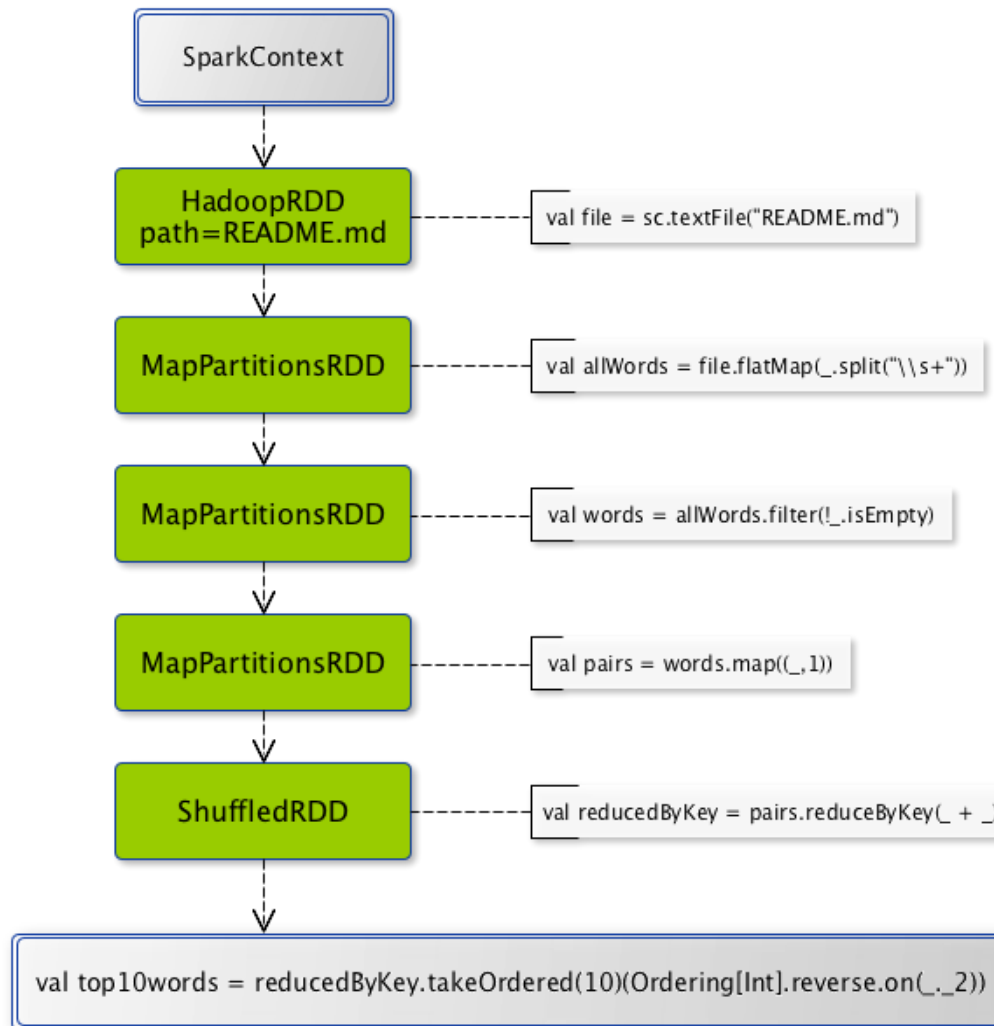 SparkContext
HadoopRDD
path=README.md
val file = sc.textFile("README.md")
MapPartitionsRDD
val allWords = file.flatMap(_.split("\\s+"))
MapPartitionsRDD
val words = allWords.filter(!_.isEmpty)
MapPartitionsRDD
val pairs = words.map((_,1))
ShuffledRDD
val reducedByKey = pairs.reduceByKey(_ + _)
val top10words = reducedByKey.takeOrdered(10)(Ordering[Int].reverse.on(_._2))